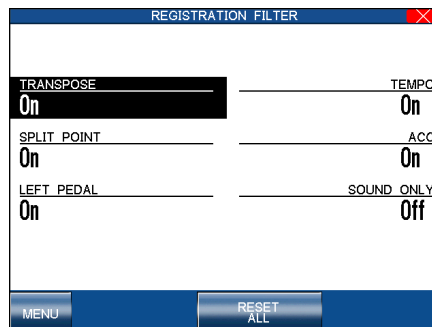 REGISTRATION FILTER
TRANSPOSE
On
TEMPO
On
SPLIT POINT
On
ACC
On
LEFT PEDAL
On
SOUND ONLY
Off
MENU
RESET
ALL